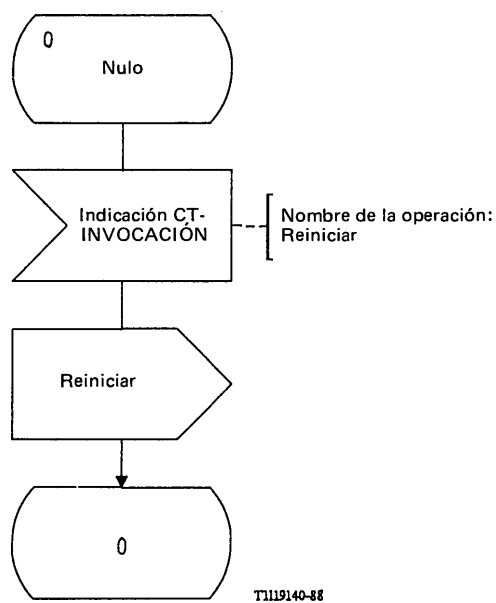 0
Nulo
Indicación CT-
INVOCACIÓN
Nombre de la operación:
Reiniciar
Reiniciar
0
T1119140-88